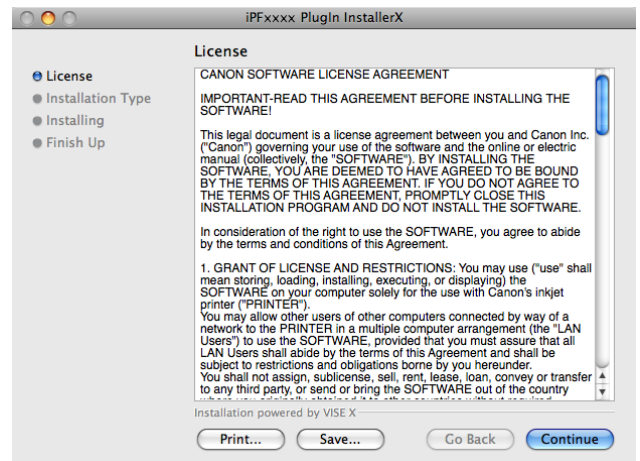 iPFxxxx PlugIn InstallerX
License
License
Installation Type
Installing
Finish Up
CANON SOFTWARE LICENSE AGREEMENT
IMPORTANT-READ THIS AGREEMENT BEFORE INSTALLING THE
SOFTWARE!
This legal document is a license agreement between you and Canon Inc.
("Canon") governing your use of the software and the online or electric
manual (collectively, the "SOFTWARE"). BY INSTALLING THE
SOFTWARE, YOU ARE DEEMED TO HAVE AGREED TO BE BOUND
BY THE TERMS OF THIS AGREEMENT. IF YOU DO NOT AGREE TO
THE TERMS OF THIS AGREEMENT, PROMPTLY CLOSE THIS
INSTALLATION PROGRAM AND DO NOT INSTALL THE SOFTWARE.
In consideration of the right to use the SOFTWARE, you agree to abide
by the terms and conditions of this Agreement.
1. GRANT OF LICENSE AND RESTRICTIONS: You may use ("use" shall
mean storing, loading, installing, executing, or displaying) the
SOFTWARE on your computer solely for the use with Canon's inkjet
printer ("PRINTER").
You may allow other users of other computers connected by way of a
network to the PRINTER in a multiple computer arrangement (the "LAN
Users") to use the SOFTWARE, provided that you must assure that all
LAN Users shall abide by the terms of this Agreement and shall be
subject to restrictions and obligations borne by you hereunder.
You shall not assign, sublicense, sell, rent, lease, loan, convey or transfer
to any third party, or send or bring the SOFTWARE out of the country
Installation powered by VISE X
Print... Save... Go Back Continue